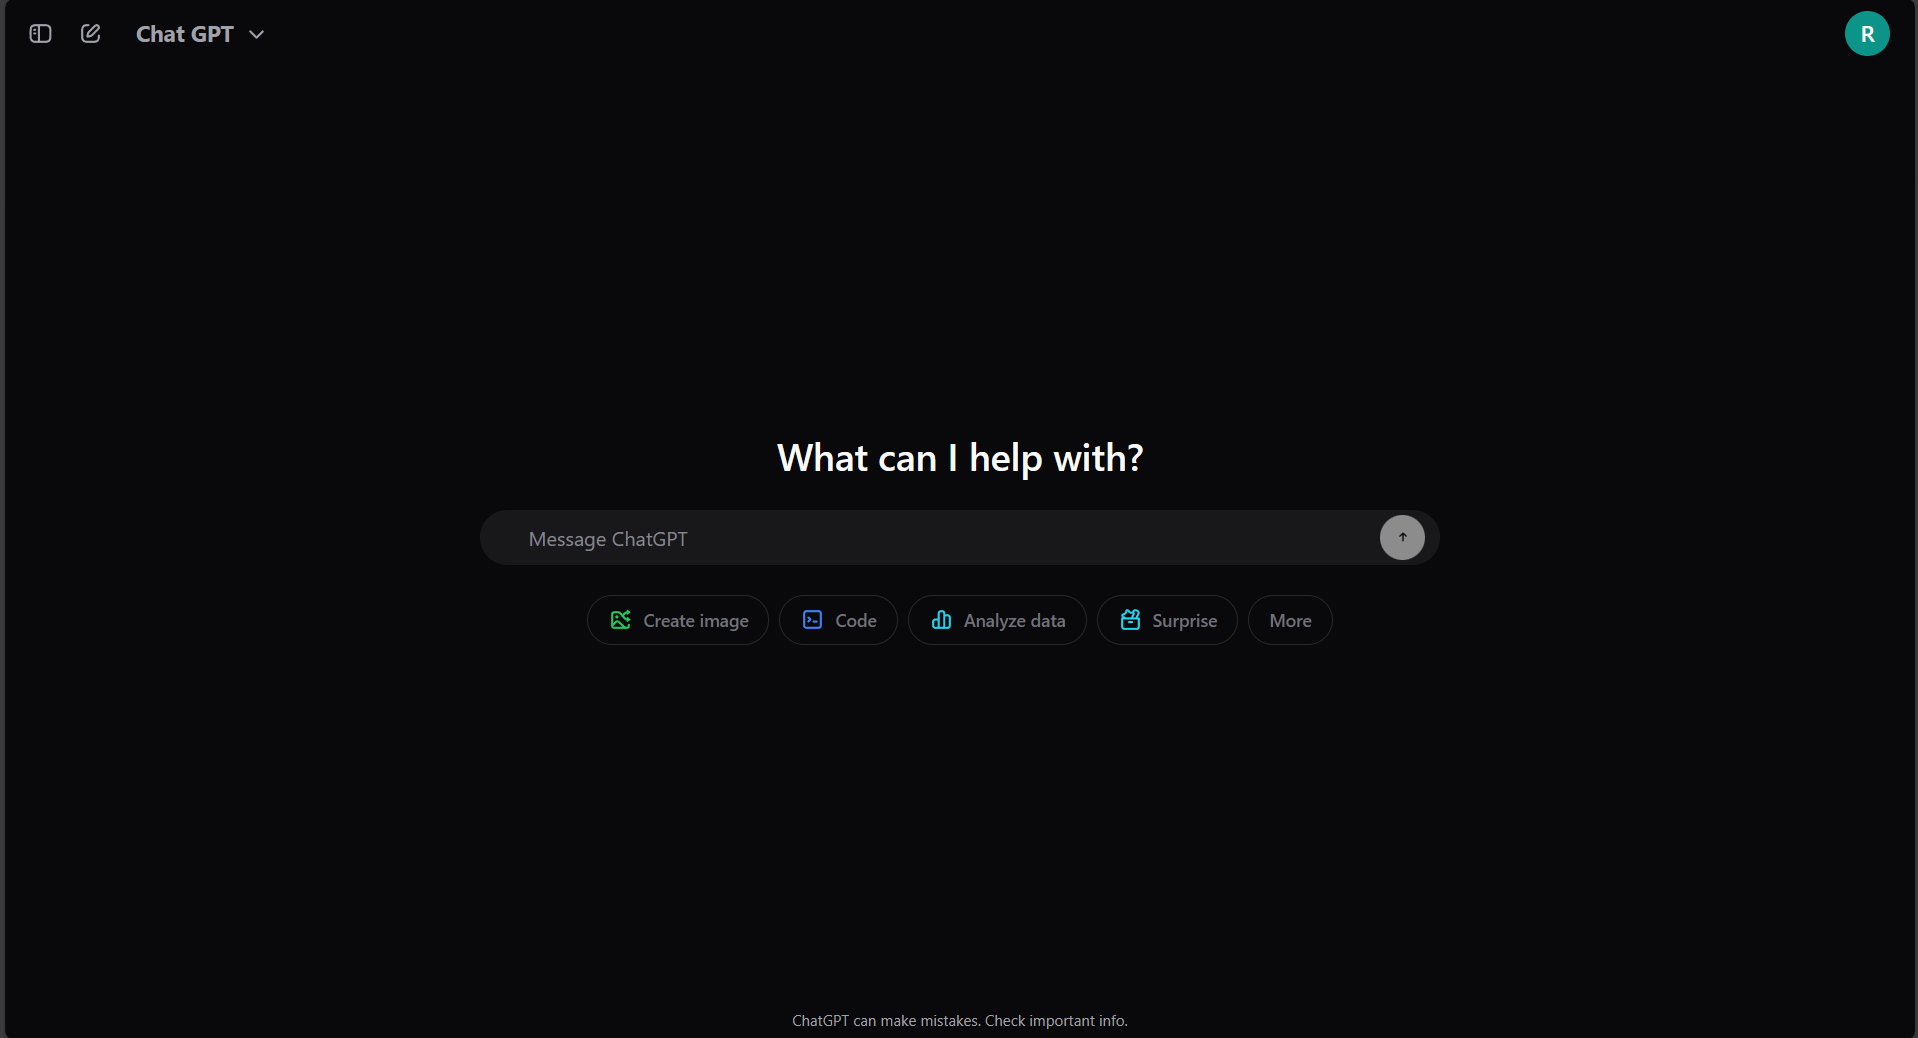 Chat GPT
R
What can I help with?
Message ChatGPT
Create image
Code
Analyze data
Surprise
More
ChatGPT can make mistakes. Check important info.